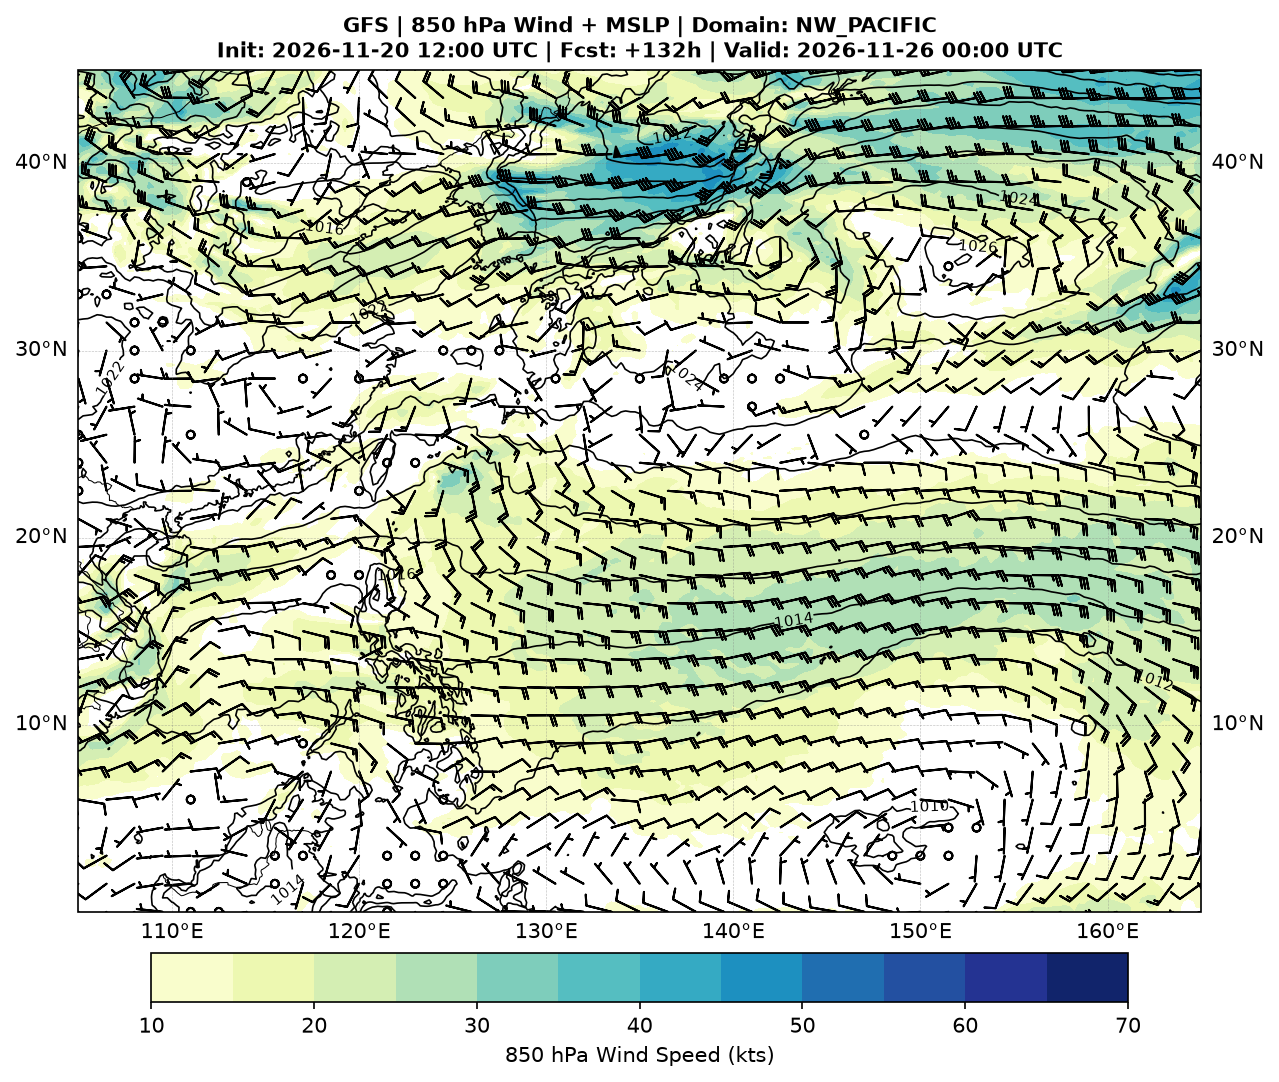 GFS | 850 hPa Wind + MSLP | Domain: NW_PACIFIC
Init: 2026-11-20 12:00 UTC | Fcst: +132h | Valid: 2026-11-26 00:00 UTC
40°N
40°N
1024
1016
1026
1022
30°N
30°N
1022
1024
20°N
20°N
1016
1014
1012
10°N
10°N
1010
1014
110°E
120°E
130°E
140°E
150°E
160°E
10
20
30
40
50
60
70
850 hPa Wind Speed (kts)